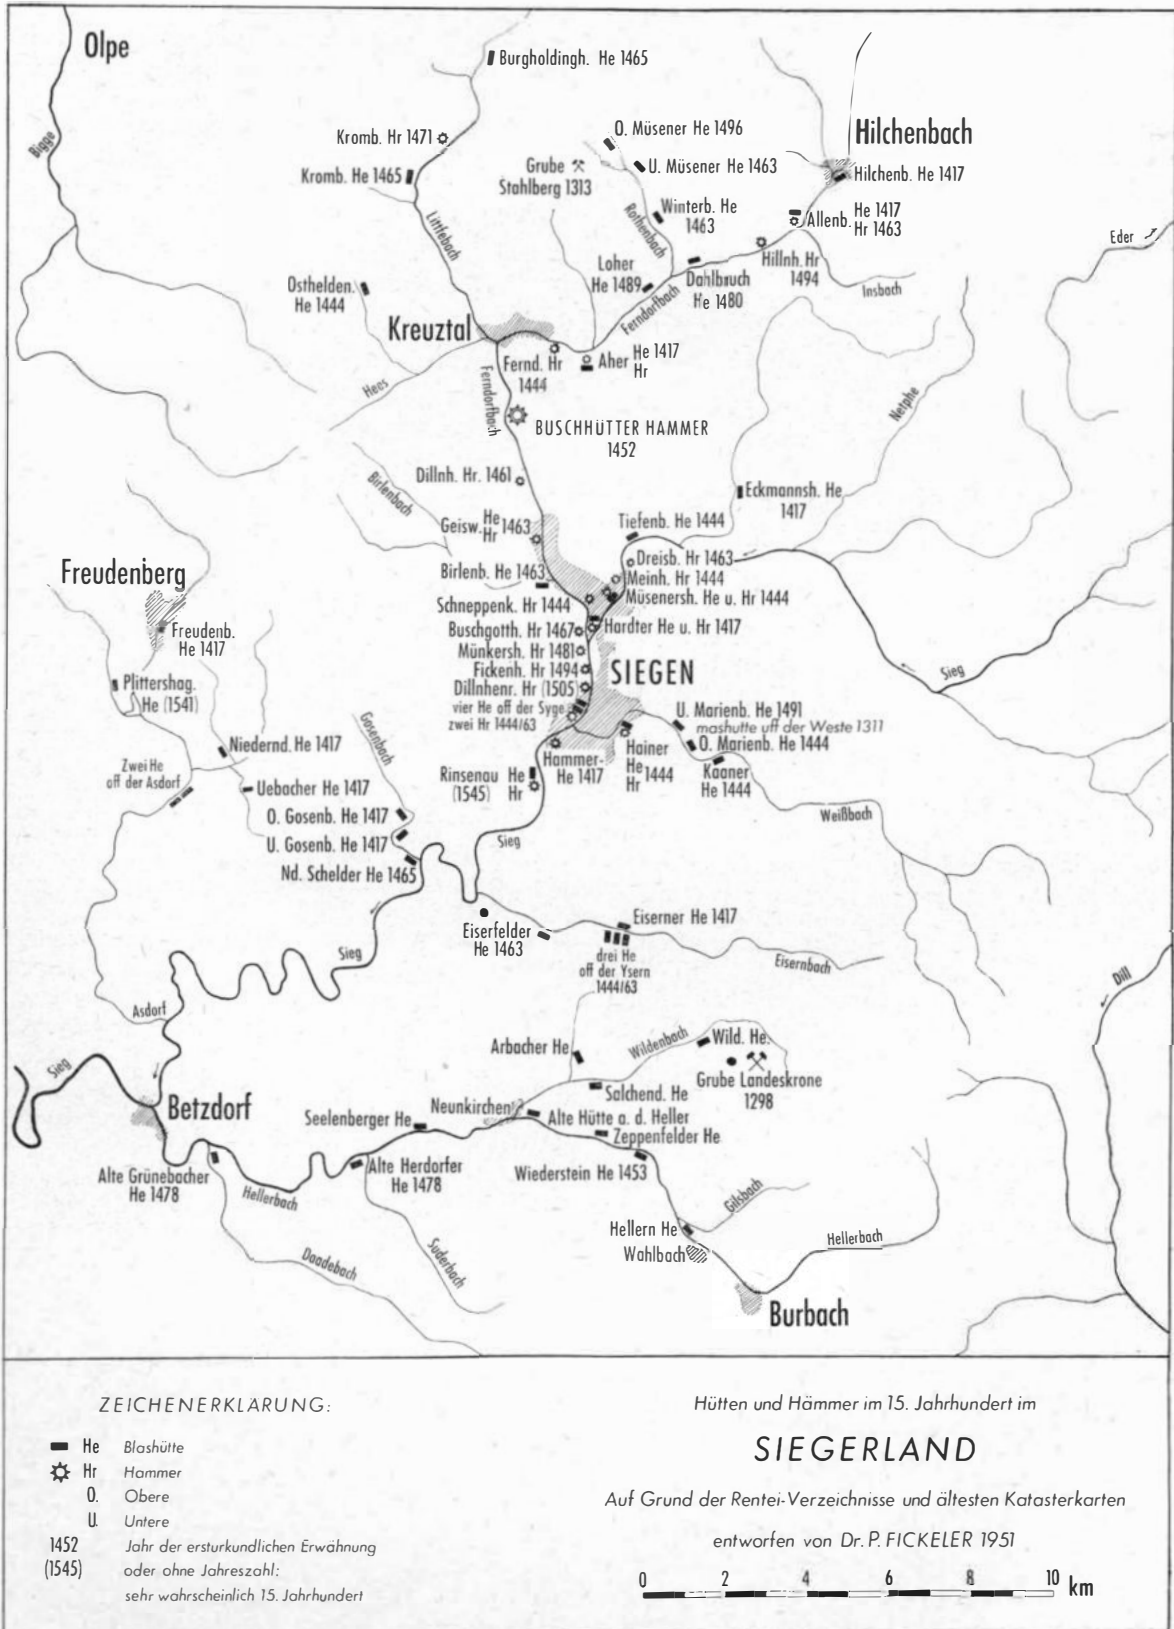 Olpe
Bigge
Burgholdingh. He 1465
Kromb. Hr 1471
Kromb. He 1465
Littfebach
O. Müsener He 1496
Grube
Stahlberg 1313
U. Müsener He 1463
Rothenbach
Winterb. He
1463
Hilchenbach
Hilchenb. He 1417
Allenb. He 1417
Hr 1463
Eder
Hillnh. Hr
1494
Insbach
Dahlbruch
He 1480
Loher
He 1489
Ferndorfbach
Osthelden.
He 1444
Kreuztal
Fernd. Hr
1444
Aher He 1417
Hr
Hees
Ferndorfbach
BUSCHHÜTTER HAMMER
1452
Netphe
Dillnh. Hr. 1461
Birlenbach
Eckmannsh. He
1417
Geisw. He 1463
Hr
Tiefenb. He 1444
Dreisb. Hr 1463
Meinh. Hr 1444
Birlenb. He 1463
Müsenersh. He u. Hr 1444
Schneppenk. Hr 1444
Hardter He u. Hr 1417
Buschgotth. Hr 1467
Münkersh. Hr 1481
Fickenh. Hr 1494
Dillnhenr. Hr (1505)
vier He off der Syge
zwei Hr 1444/63
SIEGEN
Sieg
Freudenberg
Freudenb.
He 1417
Plittershag.
He (1541)
Niedernd. He 1417
Zwei He
off der Asdorf
Uebacher He 1417
Gosenbach
O. Gosenb. He 1417
U. Gosenb. He 1417
Nd. Schelder He 1465
U. Marienb. He 1491
mashutte uff der Weste 1311
O. Marienb. He 1444
Kaaner
He 1444
Hainer
He 1444
Hr
Hammer-
He 1417
Rinsenau He
(1545) Hr
Weißbach
Sieg
Eiserfelder
He 1463
Eiserner He 1417
drei He
off der Ysern
1444/63
Eisernbach
Sieg
Asdorf
Dill
Sieg
Arbacher He
Wildenbach
Wild. He.
Grube Landeskrone
1298
Salchend. He
Betzdorf
Neunkirchen
Seelenberger He
Alte Hütte a. d. Heller
Zeppenfelder He
Wiederstein He 1453
Alte Grünebacher
He 1478
Alte Herdorfer
He 1478
Hellerbach
Gilsbach
Hellern He
Wahlbach
Hellerbach
Daadebach
Suderbach
Burbach
ZEICHENERKLÄRUNG:
He Blashütte
Hr Hammer
O. Obere
U. Untere
1452 Jahr der ersturkundlichen Erwähnung
(1545) oder ohne Jahreszahl:
sehr wahrscheinlich 15. Jahrhundert
Hütten und Hämmer im 15. Jahrhundert im
SIEGERLAND
Auf Grund der Rentei-Verzeichnisse und ältesten Katasterkarten
entworfen von Dr. P. FICKELER 1951
0 2 4 6 8 10 km